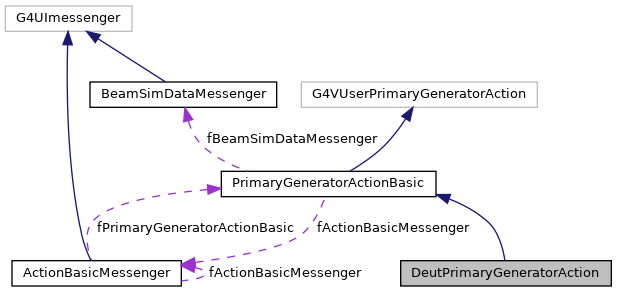 G4UImessenger
BeamSimDataMessenger
G4VUserPrimaryGeneratorAction
fBeamSimDataMessenger
PrimaryGeneratorActionBasic
fPrimaryGeneratorActionBasic
fActionBasicMessenger
ActionBasicMessenger
fActionBasicMessenger
DeutPrimaryGeneratorAction